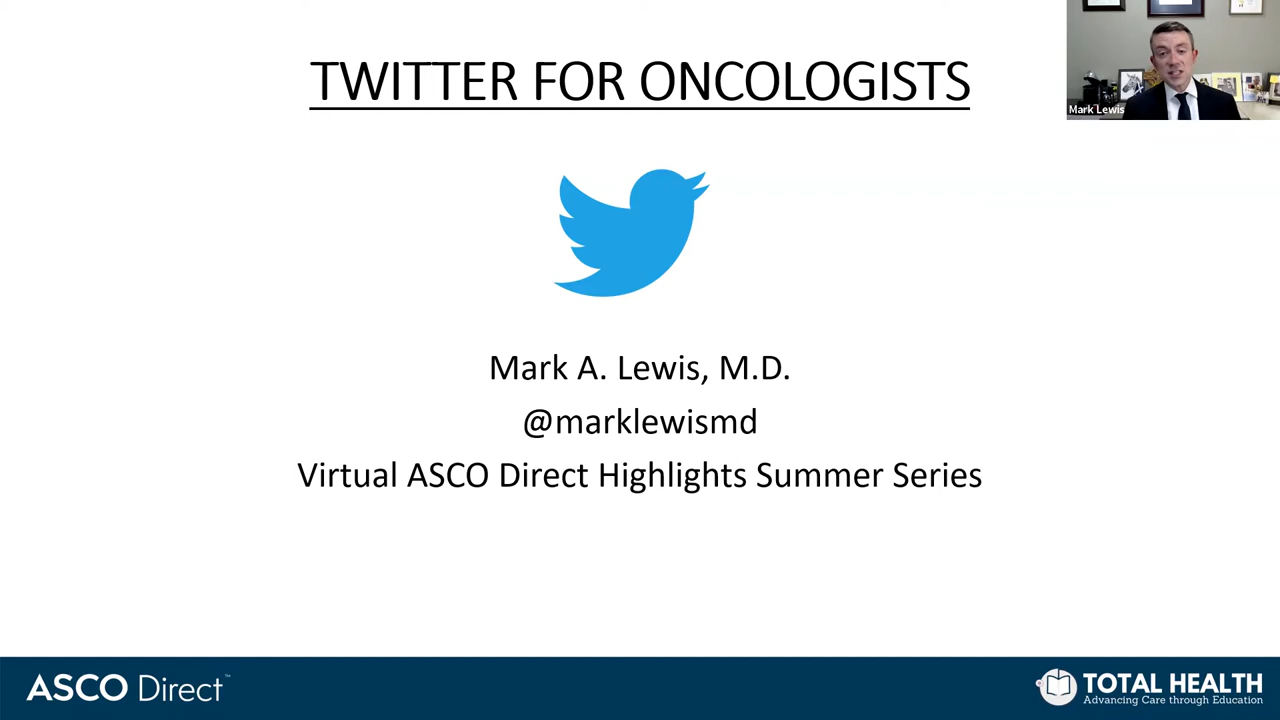 TWITTER FOR ONCOLOGISTS
Mark Lewis
Mark A. Lewis, M.D.
@marklewismd
Virtual ASCO Direct Highlights Summer Series
ASCO Direct™
TOTAL HEALTH
Advancing Care through Education